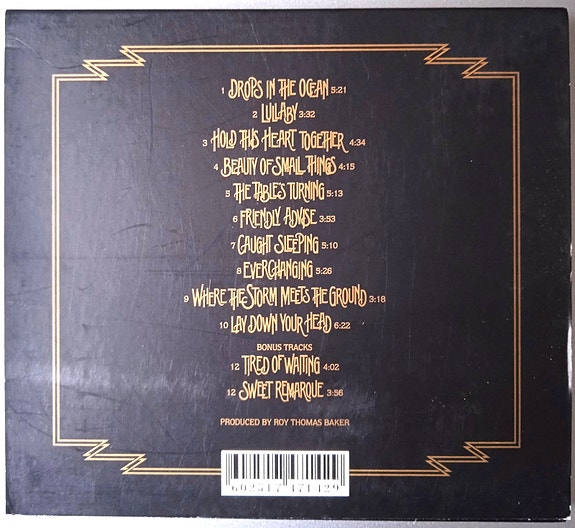 1 DROPS IN THE OCEAN 5:21
2 LULLABY 3:32
3 HOLD THIS HEART TOGETHER 4:34
4 BEAUTY OF SMALL THINGS 4:15
5 THE TABLE'S TURNING 5:13
6 FRIENDLY ADVISE 3:53
7 CAUGHT SLEEPING 5:10
8 EVERCHANGING 5:26
9 WHERE THE STORM MEETS THE GROUND 3:18
10 LAY DOWN YOUR HEAD 6:22
BONUS TRACKS
12 TIRED OF WAITING 4:02
12 SWEET REMARQUE 3:56
PRODUCED BY ROY THOMAS BAKER
602517 171429